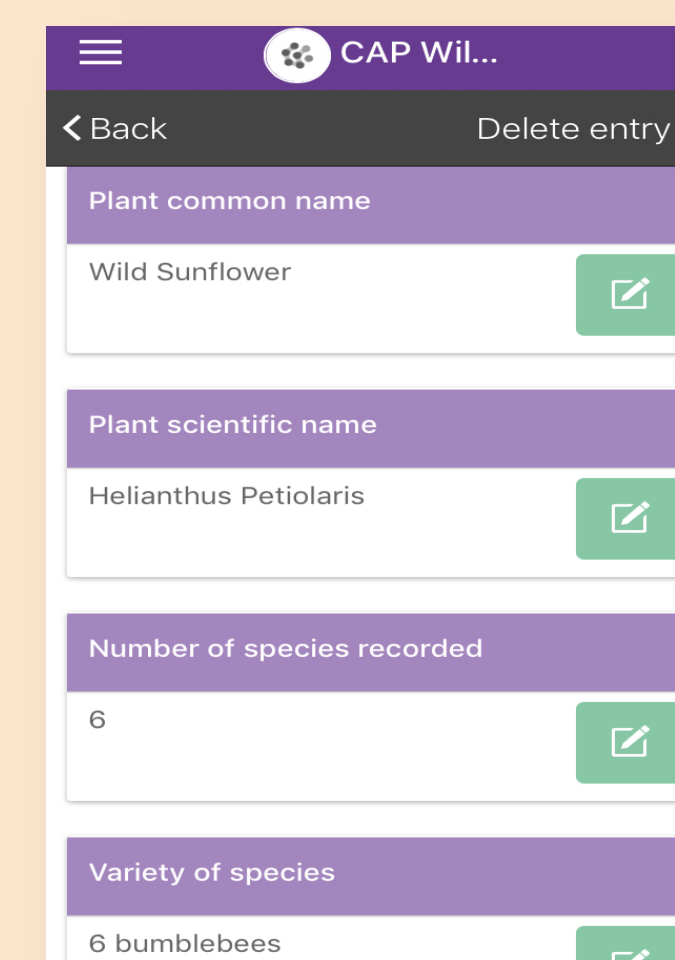 CAP Wil...
Back Delete entry
Plant common name
Wild Sunflower
Plant scientific name
Helianthus Petiolaris
Number of species recorded
6
Variety of species
6 bumblebees